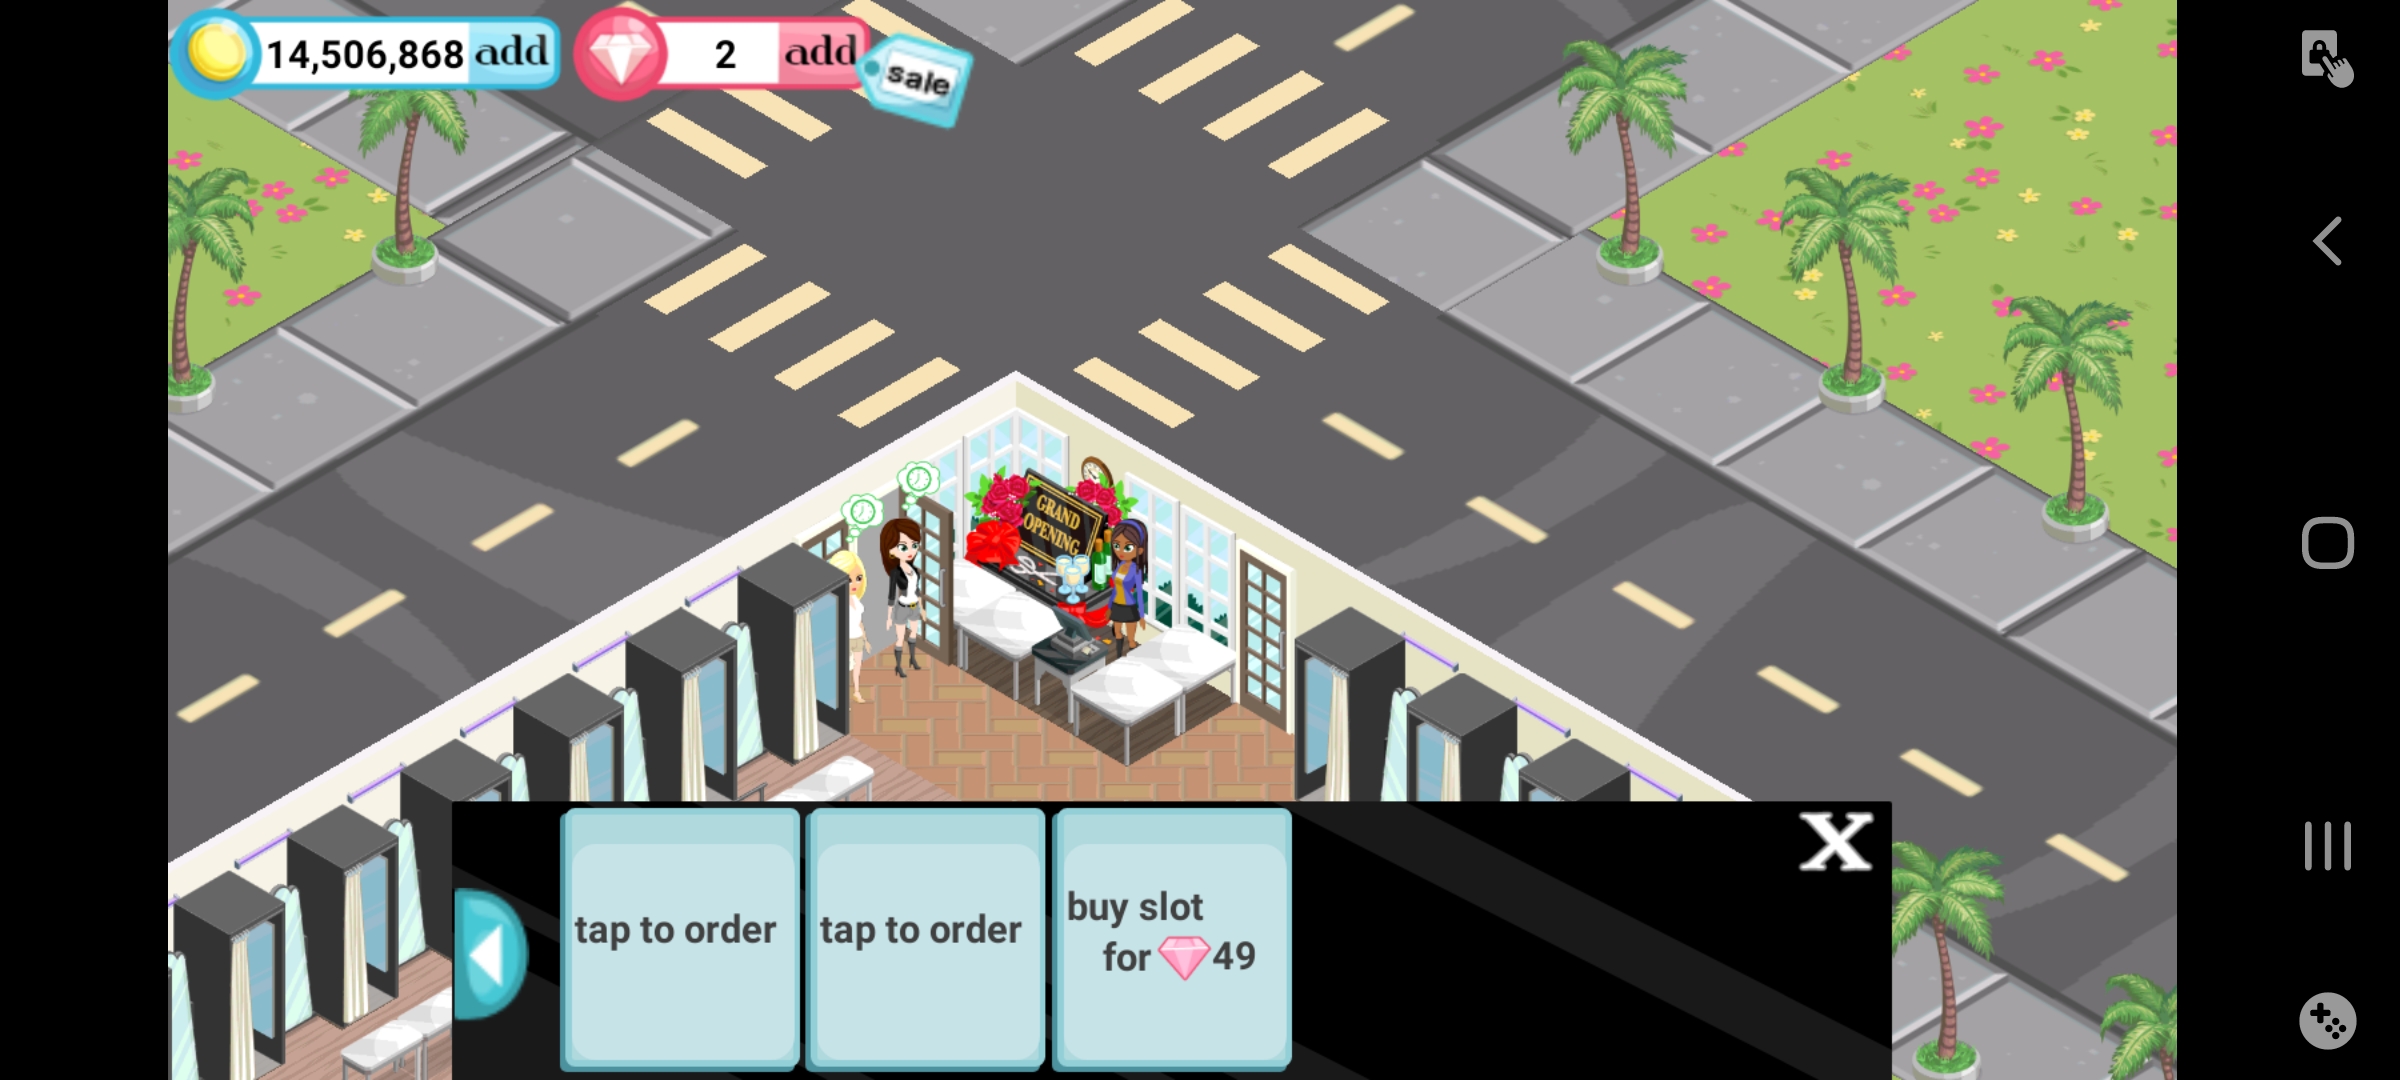 14,506,868 add
2 add
sale
GRAND
OPENING
tap to order
tap to order
buy slot
for 49
X